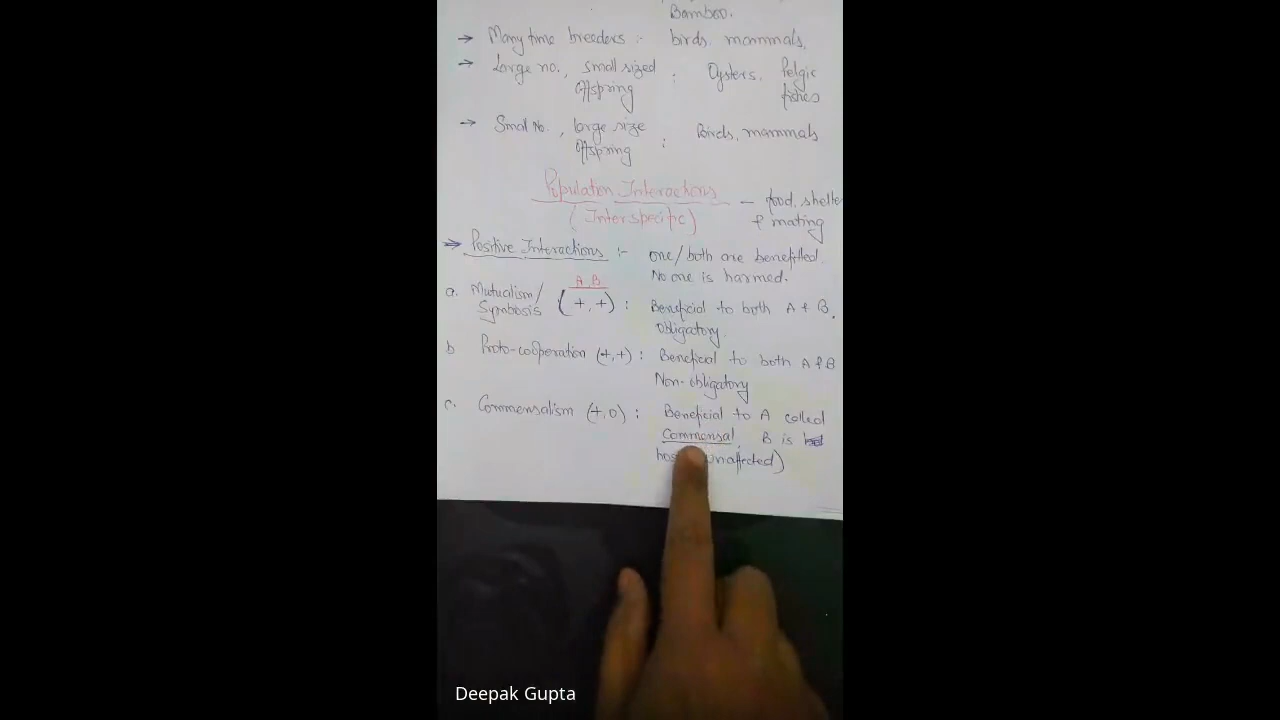 Bamboo.
→ Many time breeders :- birds, mammals.
→ Large no., small sized offspring : Oysters, Pelgic fishes
→ Small No., large size offspring : Birds, mammals
Population Interactions — food, shelter
(Interspecific) & mating
⇒ Positive Interactions :- one/both are benefitted.
No one is harmed.
A B
a. Mutualism/ Symbosis (+,+) : Beneficial to both A & B.
Obligatory.
b. Proto-cooperation (+,+) : Benefical to both A & B
Non-obligatory
c. Commensalism (+,0) : Beneficial to A called
Commensal, B is
unaffected)
Deepak Gupta